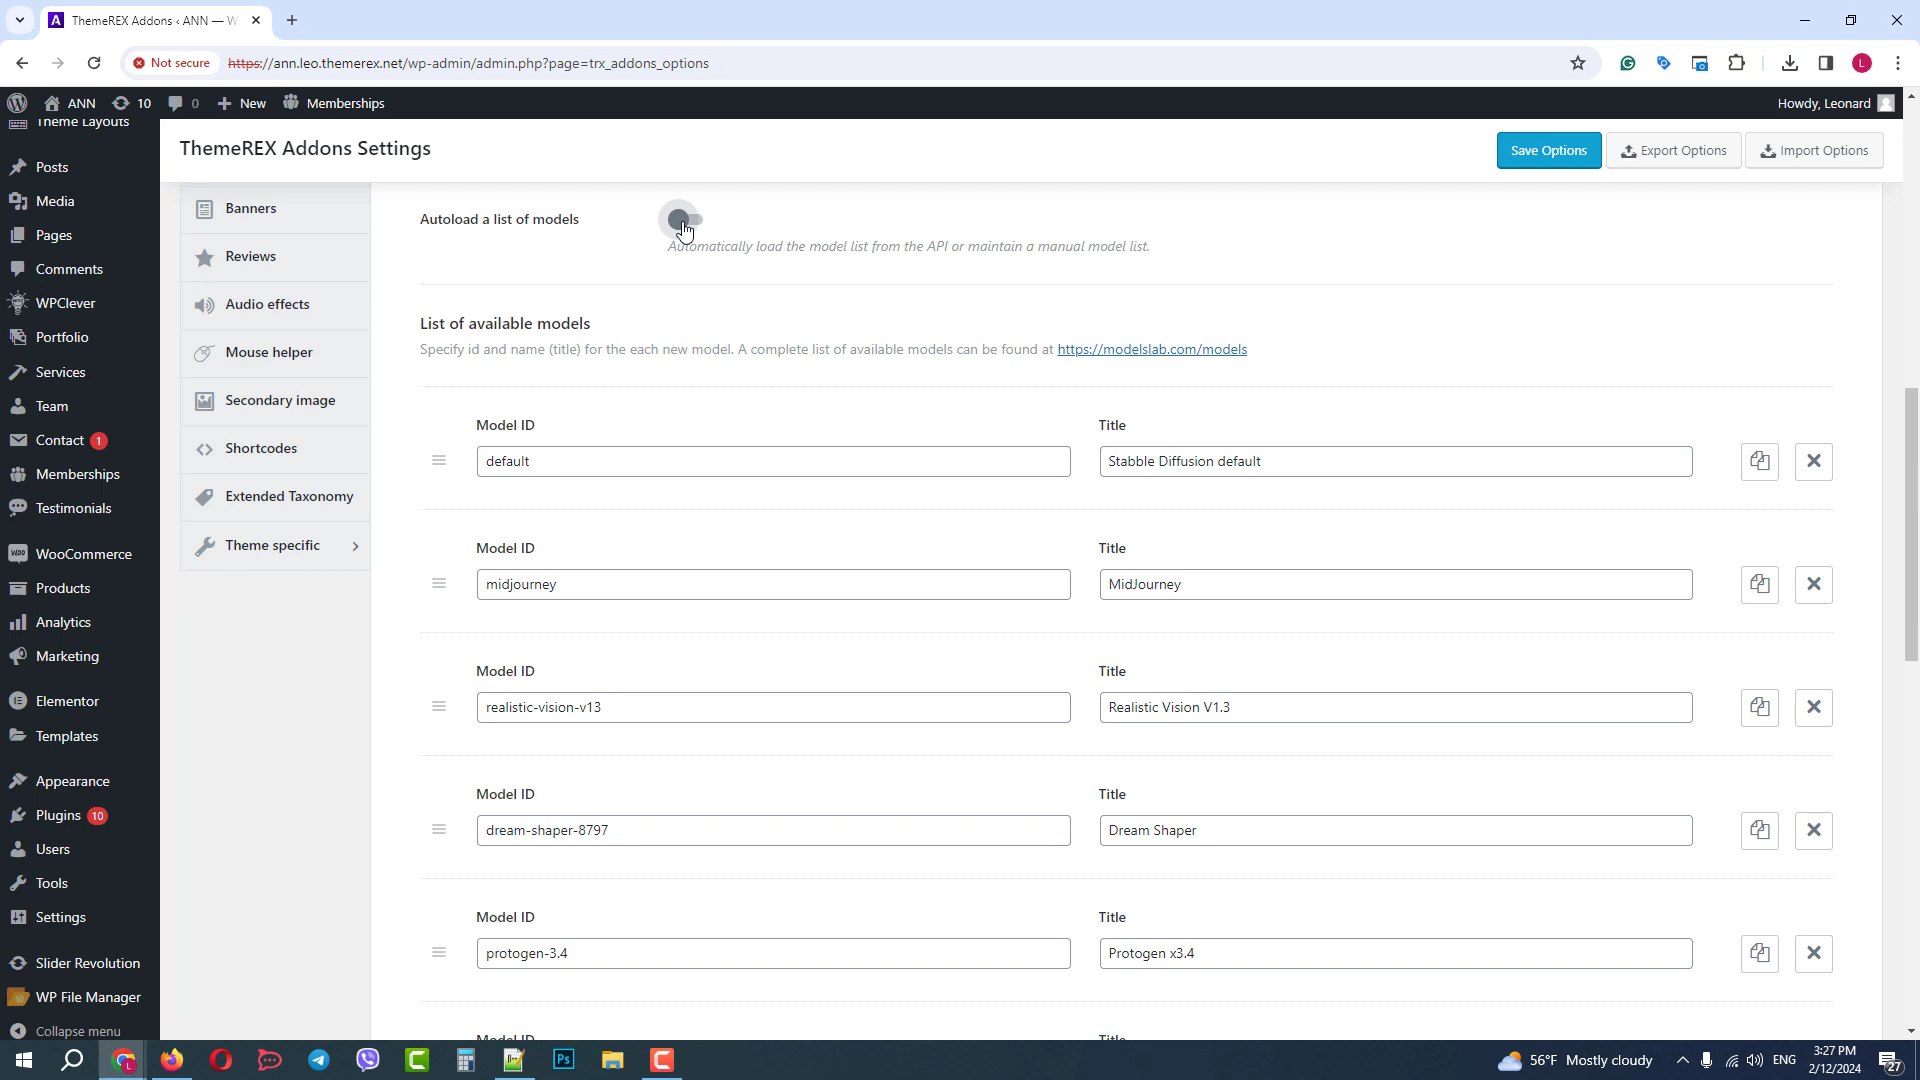 ThemeREX Addons ‹ ANN — W
Not secure
https://ann.leo.themerex.net/wp-admin/admin.php?page=trx_addons_options
L
ANN
10
0
New
Memberships
Howdy, Leonard
Theme Layouts
Posts
Media
Pages
Comments
WPClever
Portfolio
Services
Team
Contact 1
Memberships
Testimonials
WooCommerce
Products
Analytics
Marketing
Elementor
Templates
Appearance
Plugins 10
Users
Tools
Settings
Slider Revolution
WP File Manager
Collapse menu
ThemeREX Addons Settings
Save Options
Export Options
Import Options
Banners
Reviews
Audio effects
Mouse helper
Secondary image
Shortcodes
Extended Taxonomy
Theme specific
Autoload a list of models
Automatically load the model list from the API or maintain a manual model list.
List of available models
Specify id and name (title) for the each new model. A complete list of available models can be found at https://modelslab.com/models
Model ID Title
default Stabble Diffusion default
Model ID Title
midjourney MidJourney
Model ID Title
realistic-vision-v13 Realistic Vision V1.3
Model ID Title
dream-shaper-8797 Dream Shaper
Model ID Title
protogen-3.4 Protogen x3.4
Model ID Title
56°F Mostly cloudy
ENG
3:27 PM
2/12/2024
27